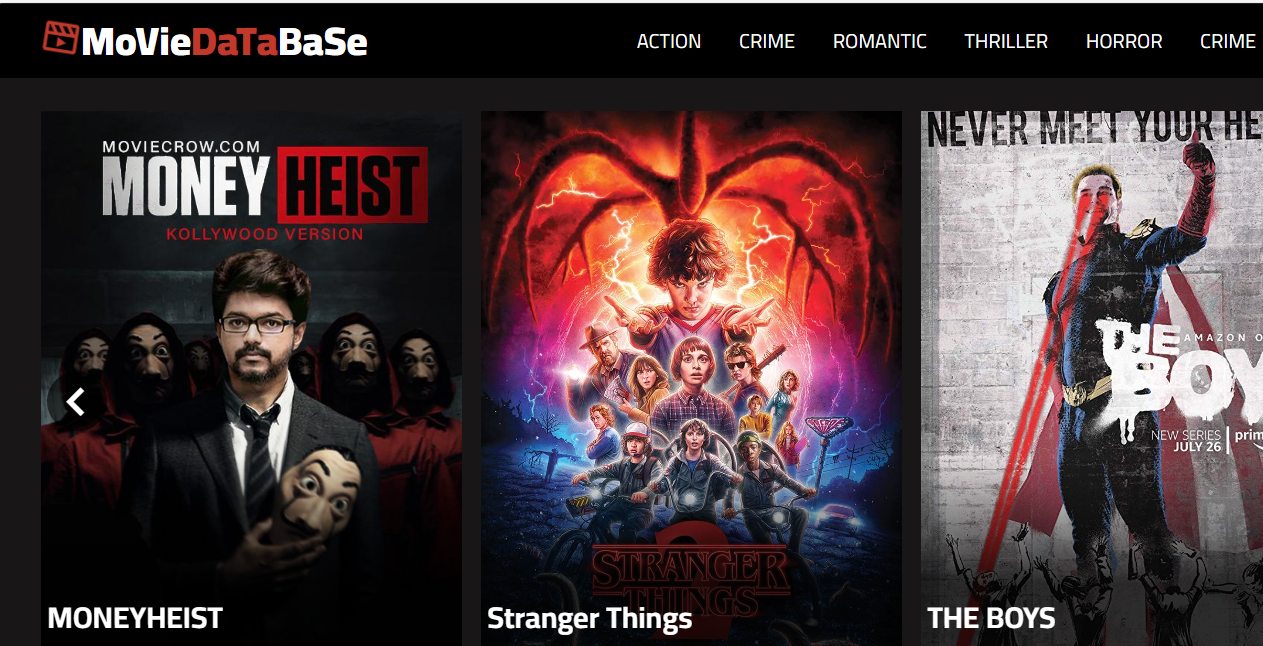 MoVieDaTaBaSe
ACTION CRIME ROMANTIC THRILLER HORROR CRIME
MOVIECROW.COM
MONEY HEIST
KOLLYWOOD VERSION
MONEYHEIST
STRANGER
THINGS
2
Stranger Things
NEVER MEET YOUR HE
THE
AMAZON O
BOY
NEW SERIES
JULY 26
prim
THE BOYS